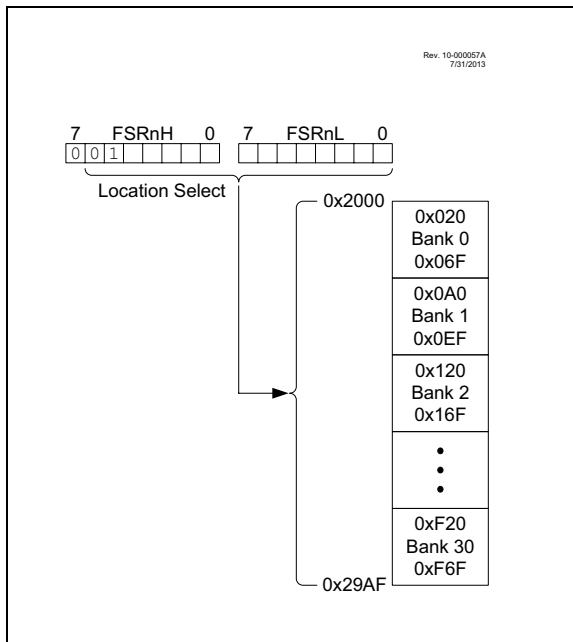 Rev. 10-000057A
7/31/2013
7 FSRnH 0 7 FSRnL 0
0 0 1
Location Select
0x2000
0x020
Bank 0
0x06F
0x0A0
Bank 1
0x0EF
0x120
Bank 2
0x16F
0xF20
Bank 30
0xF6F
0x29AF